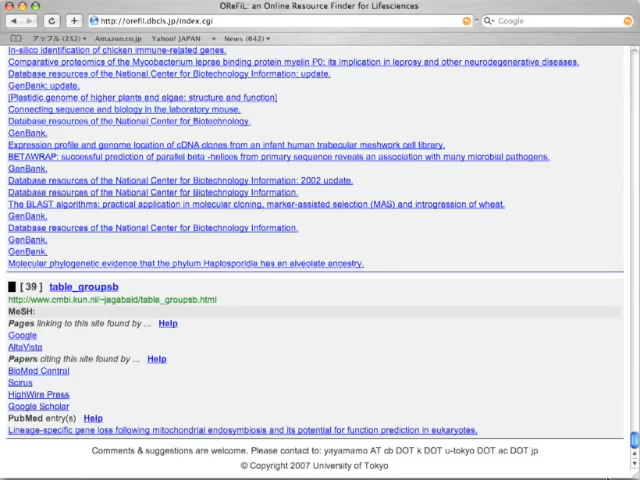 OReFiL: an Online Resource Finder for Lifesciences
http://orefil.dbcls.jp/index.cgi
Google
アップル (232) Amazon.co.jp Yahoo! JAPAN News (642)
In-silico identification of chicken immune-related genes.
Comparative proteomics of the Mycobacterium leprae binding protein myelin P0: its implication in leprosy and other neurodegenerative diseases.
Database resources of the National Center for Biotechnology Information: update.
GenBank: update.
[Plastidic genome of higher plants and algae: structure and function]
Connecting sequence and biology in the laboratory mouse.
Database resources of the National Center for Biotechnology.
GenBank.
Expression profile and genome location of cDNA clones from an infant human trabecular meshwork cell library.
BETAWRAP: successful prediction of parallel beta -helices from primary sequence reveals an association with many microbial pathogens.
GenBank.
Database resources of the National Center for Biotechnology Information: 2002 update.
Database resources of the National Center for Biotechnology Information.
The BLAST algorithms: practical application in molecular cloning, marker-assisted selection (MAS) and introgression of wheat.
GenBank.
Database resources of the National Center for Biotechnology Information.
GenBank.
GenBank.
Molecular phylogenetic evidence that the phylum Haplosporidia has an alveolate ancestry.
[ 39 ] table_groupsb
http://www.cmbi.kun.nl/~jagabald/table_groupsb.html
MeSH:
Pages linking to this site found by ... Help
Google
AltaVista
Papers citing this site found by ... Help
BioMed Central
Scirus
HighWire Press
Google Scholar
PubMed entry(s) Help
Lineage-specific gene loss following mitochondrial endosymbiosis and its potential for function prediction in eukaryotes.
Comments & suggestions are welcome. Please contact to: yayamamo AT cb DOT k DOT u-tokyo DOT ac DOT jp
© Copyright 2007 University of Tokyo